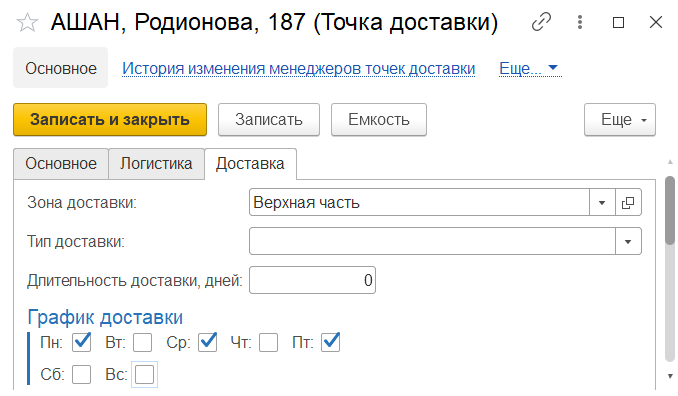 АШАН, Родионова, 187 (Точка доставки)
Основное История изменения менеджеров точек доставки Еще...
Записать и закрыть Записать Емкость Еще
Основное Логистика Доставка
Зона доставки: Верхная часть
Тип доставки:
Длительность доставки, дней: 0
График доставки
Пн: Вт: Ср: Чт: Пт:
Сб: Вс: